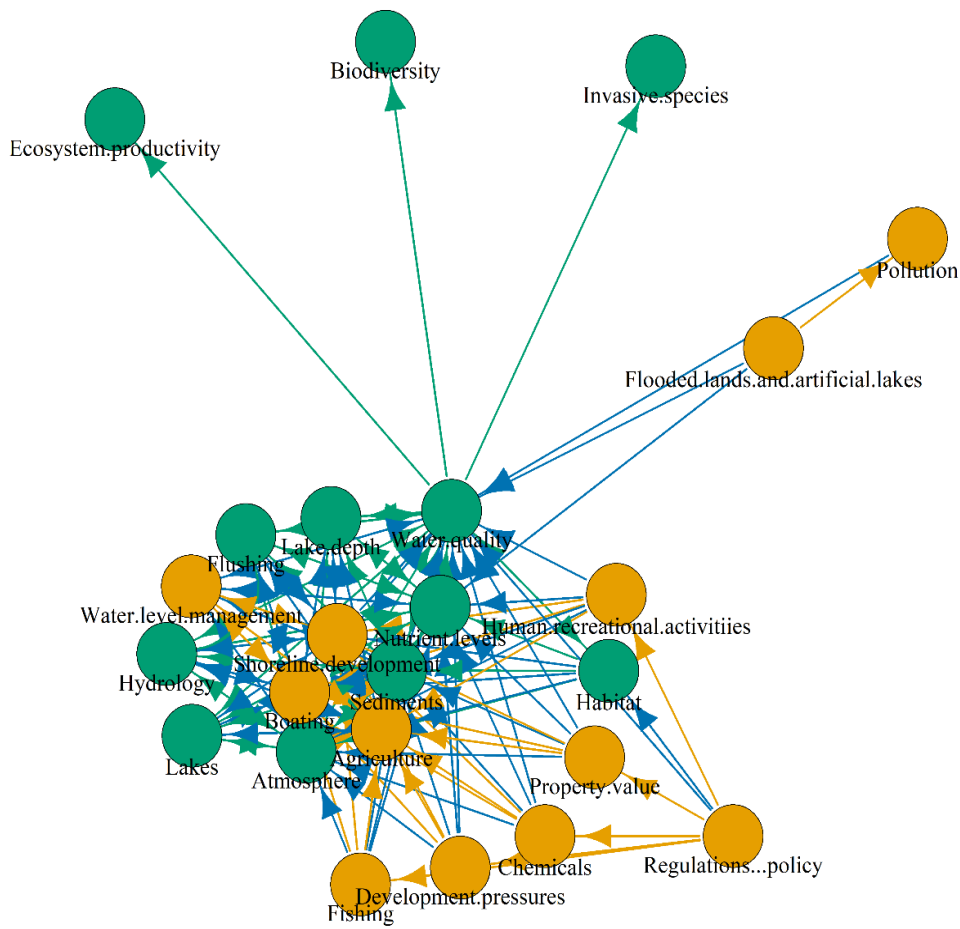 Biodiversity
Invasive.species
Ecosystem.productivity
Pollution
Flooded.lands.and.artificial.lakes
Water.quality
Lake.depth
Flushing
Water.level.management
Human.recreational.activitiies
Nutrient.levels
Shoreline.development
Hydrology
Sediments
Habitat
Boating
Agriculture
Lakes
Atmosphere
Property.value
Chemicals
Regulations...policy
Development.pressures
Fishing